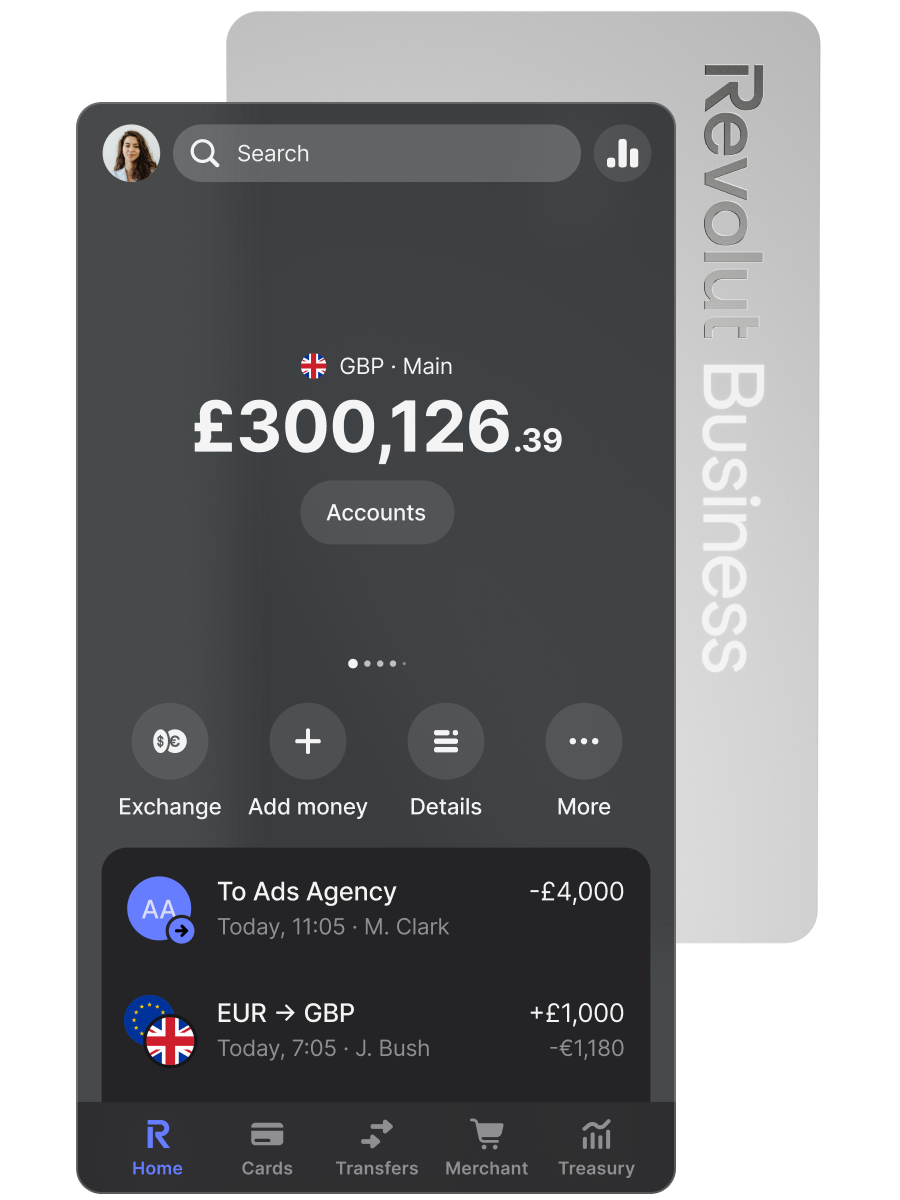 Search
GBP · Main
£300,126.39
Accounts
Exchange Add money Details More
To Ads Agency -£4,000
AA
Today, 11:05 · M. Clark
EUR → GBP +£1,000
Today, 7:05 · J. Bush -€1,180
Home Cards Transfers Merchant Treasury
Revolut Business